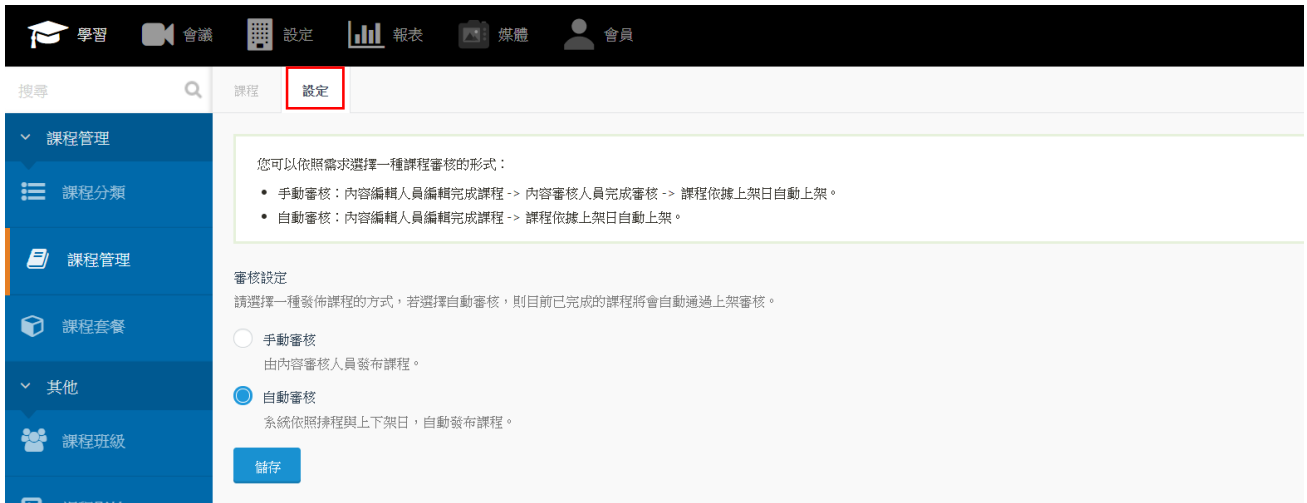 學習 會議 設定 報表 媒體 會員
搜尋
課程 設定
課程管理
課程分類
課程管理
課程套餐
其他
課程班級
您可以依照需求選擇一種課程審核的形式：
• 手動審核：內容編輯人員編輯完成課程 -> 內容審核人員完成審核 -> 課程依據上架日自動上架。
• 自動審核：內容編輯人員編輯完成課程 -> 課程依據上架日自動上架。
審核設定
請選擇一種發佈課程的方式，若選擇自動審核，則目前已完成的課程將會自動通過上架審核。
手動審核
由內容審核人員發布課程。
自動審核
系統依照排程與上下架日，自動發布課程。
儲存